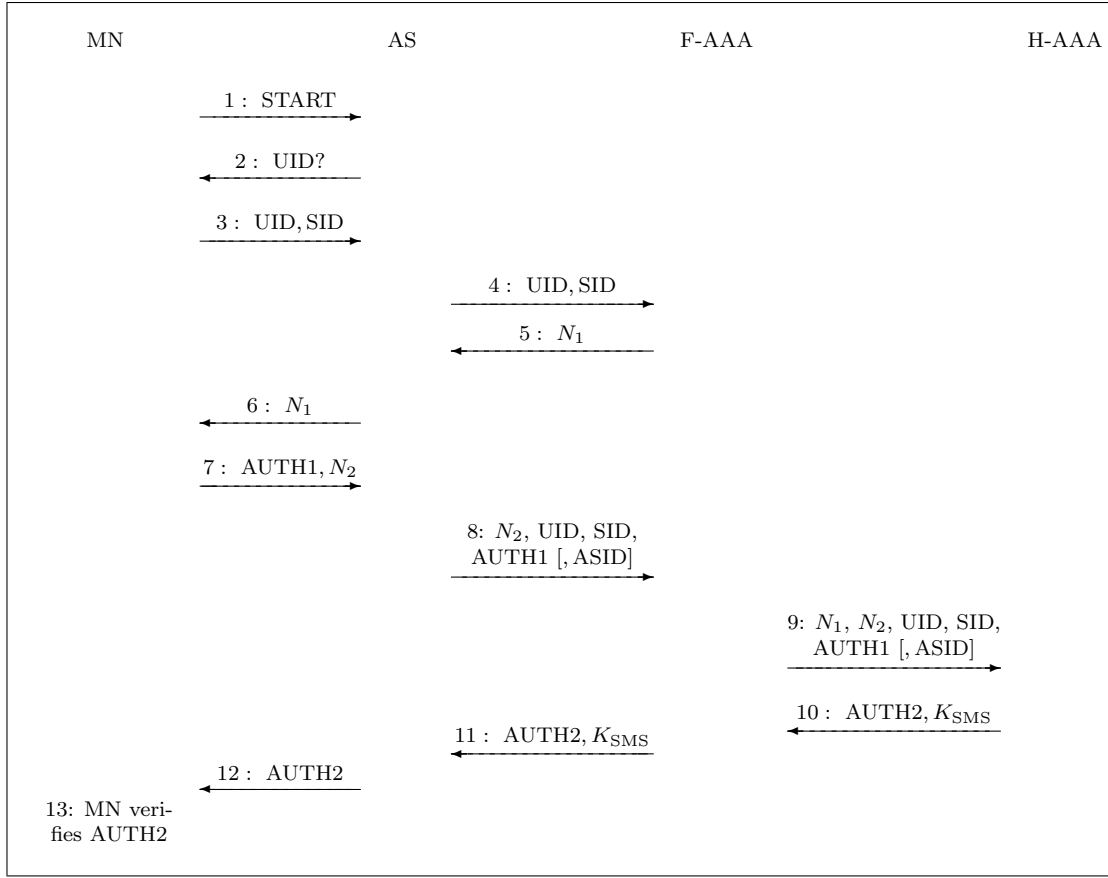 MN AS F-AAA H-AAA
1 : START
2 : UID?
3 : UID, SID
4 : UID, SID
5 : N₁
6 : N₁
7 : AUTH1, N₂
8: N₂, UID, SID,
AUTH1 [, ASID]
9: N₁, N₂, UID, SID,
AUTH1 [, ASID]
10 : AUTH2, K_SMS
11 : AUTH2, K_SMS
12 : AUTH2
13: MN veri-
fies AUTH2